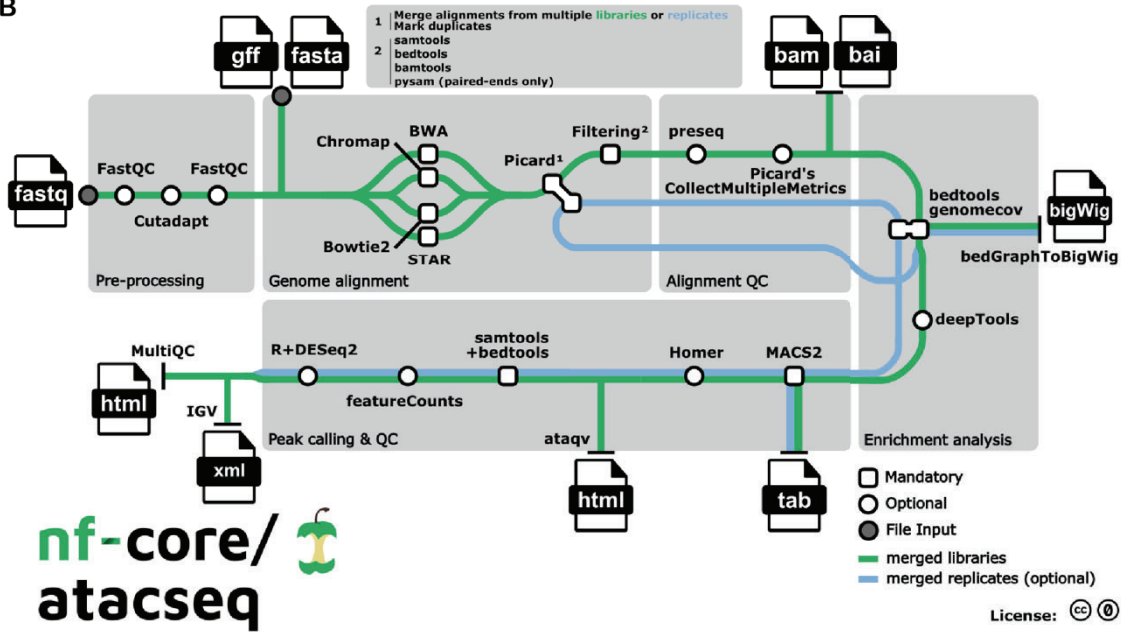 B
1 Merge alignments from multiple libraries or replicates
Mark duplicates
2 samtools
bedtools
bamtools
pysam (paired-ends only)
gff
fasta
bam
bai
fastq
FastQC
Cutadapt
FastQC
Pre-processing
Chromap
BWA
Bowtie2
STAR
Picard¹
Filtering²
Genome alignment
preseq
Picard's
CollectMultipleMetrics
Alignment QC
bedtools
genomecov
bigWig
bedGraphToBigWig
deepTools
Enrichment analysis
MultiQC
html
IGV
xml
R+DESeq2
featureCounts
samtools
+bedtools
Homer
MACS2
ataqv
html
tab
Peak calling & QC
Mandatory
Optional
File Input
merged libraries
merged replicates (optional)
License: cc 0
nf-core/
atacseq